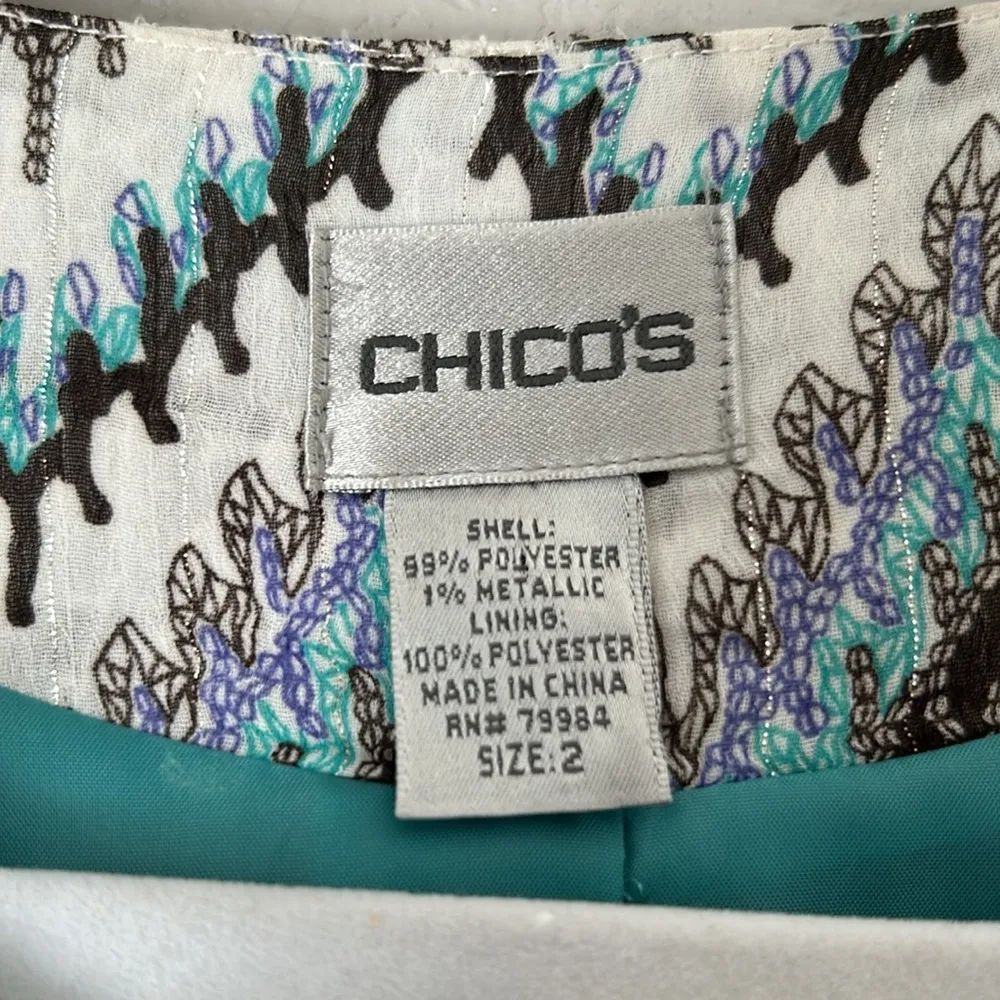 CHICO'S
SHELL:
99% POLYESTER
1% METALLIC
LINING:
100% POLYESTER
MADE IN CHINA
RN# 79984
SIZE: 2